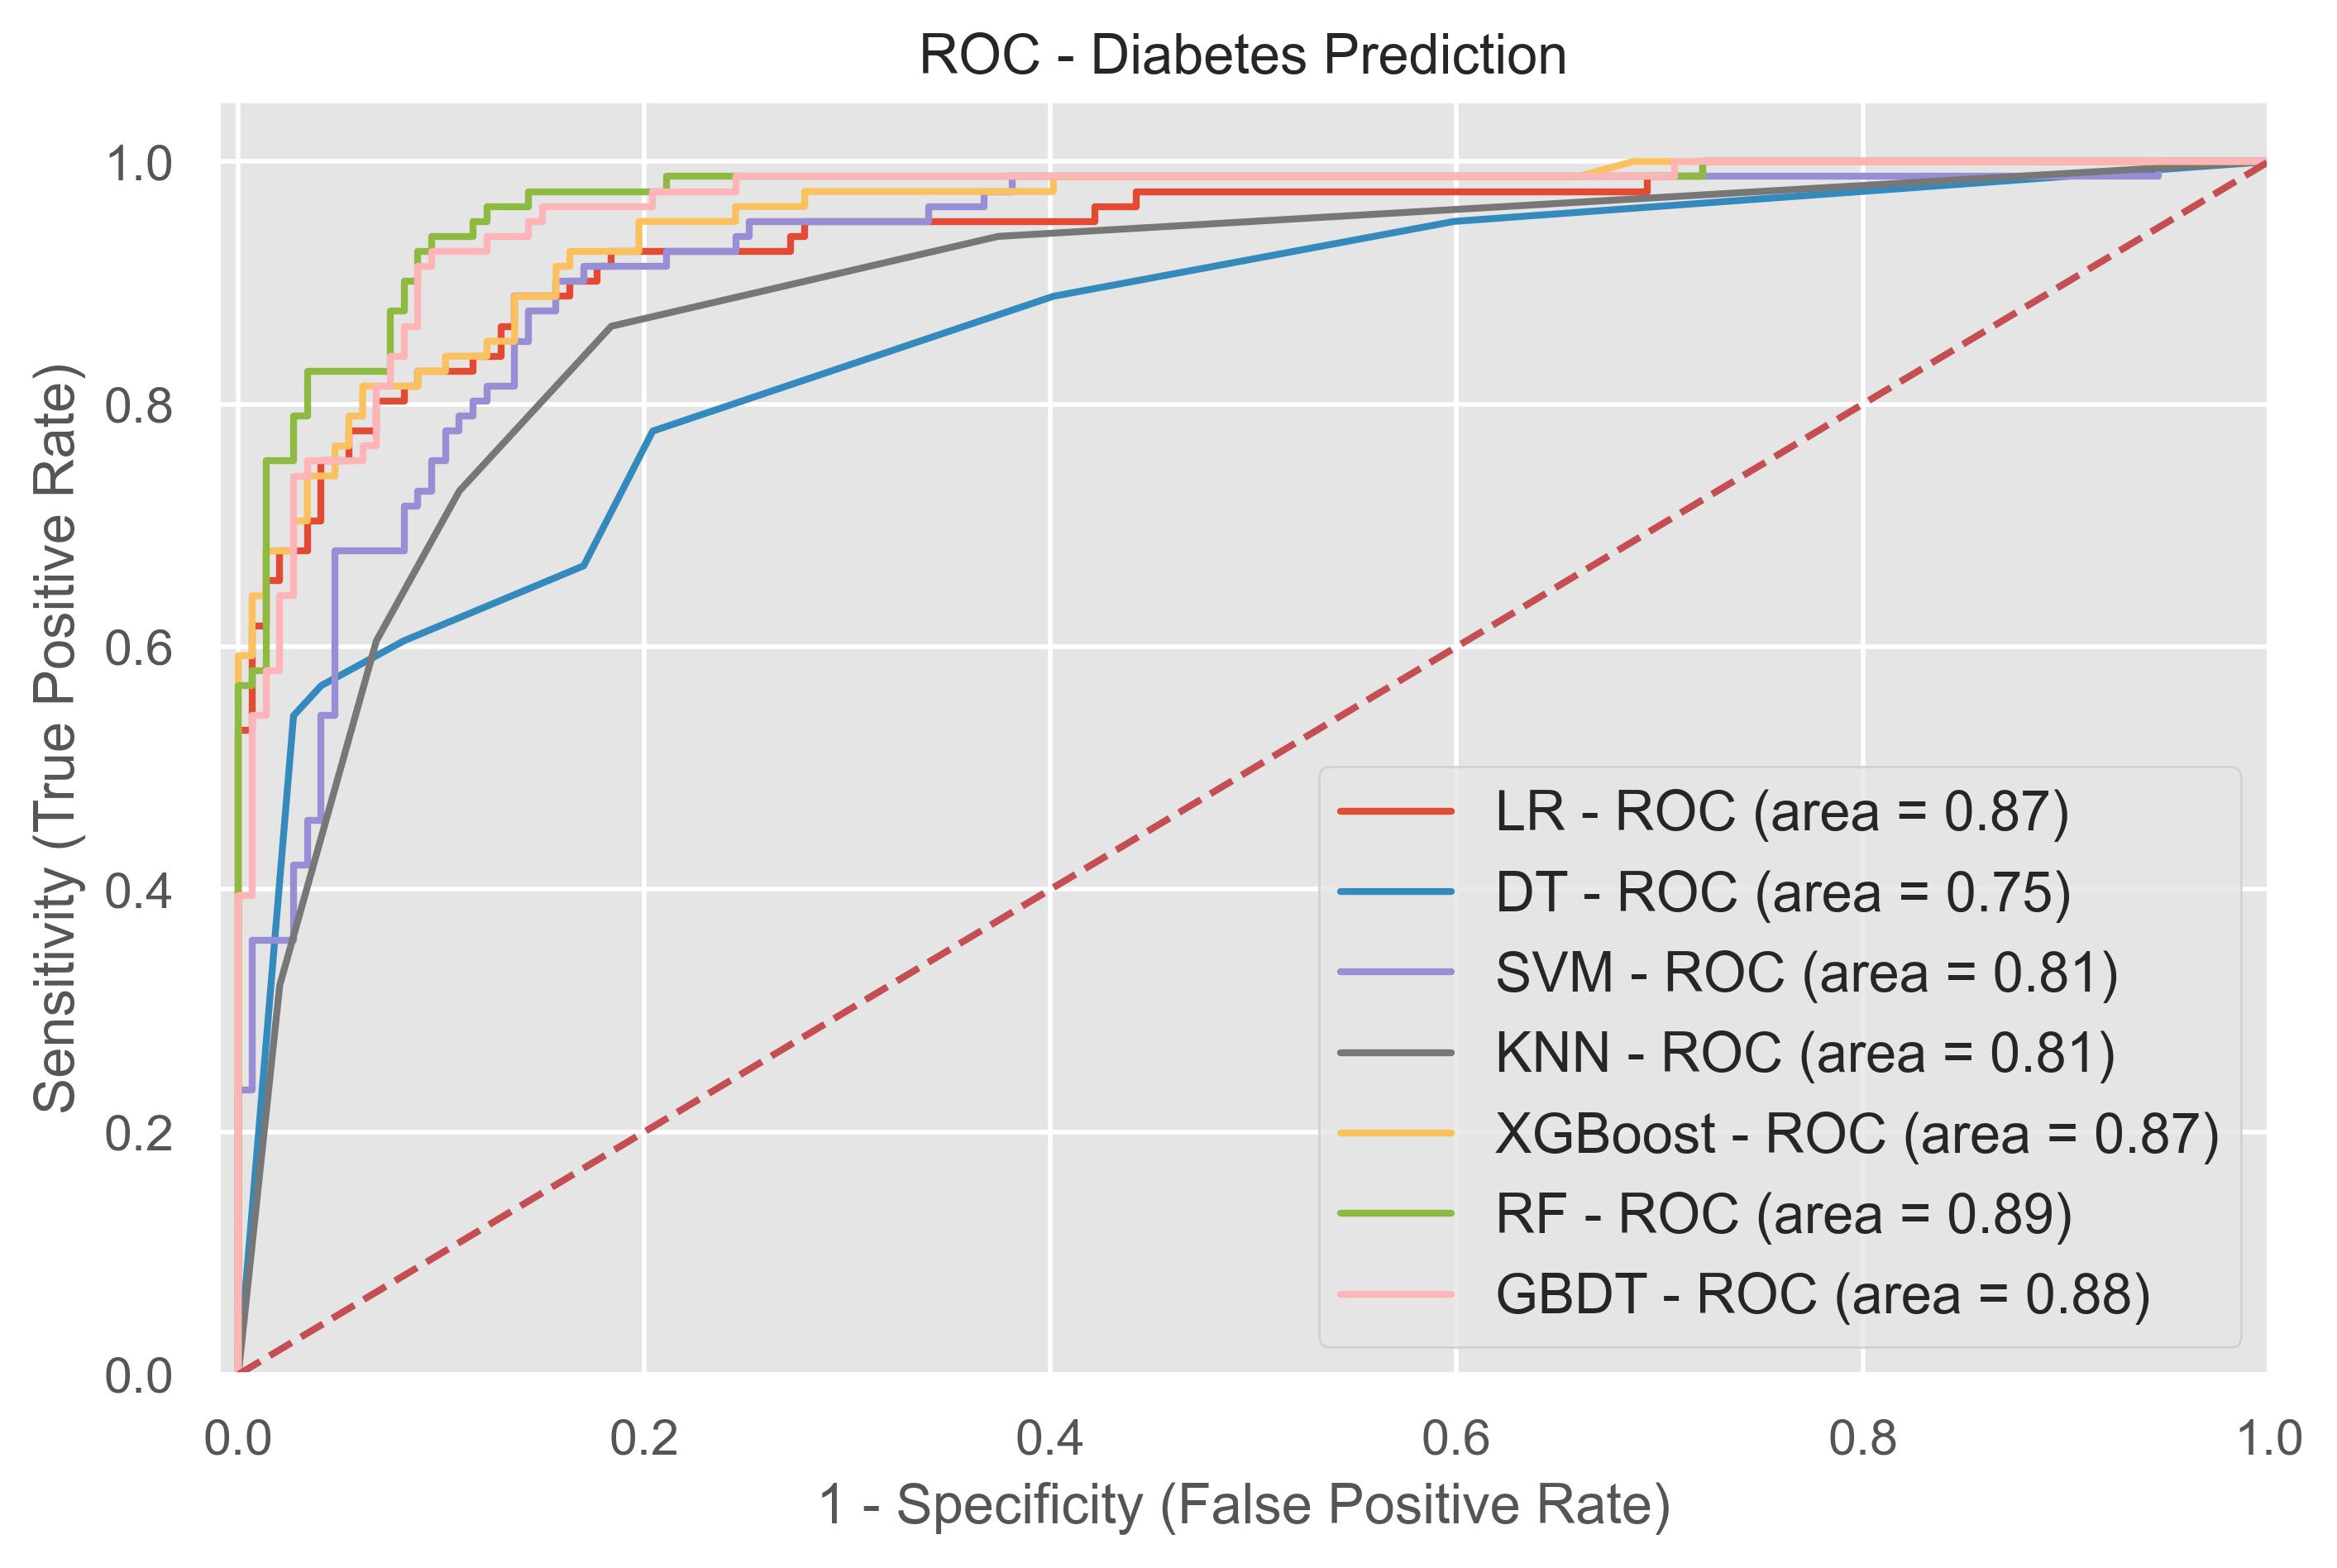 ROC - Diabetes Prediction
Sensitivity (True Positive Rate)
1.0
0.8
0.6
0.4
0.2
0.0
LR - ROC (area = 0.87)
DT - ROC (area = 0.75)
SVM - ROC (area = 0.81)
KNN - ROC (area = 0.81)
XGBoost - ROC (area = 0.87)
RF - ROC (area = 0.89)
GBDT - ROC (area = 0.88)
0.0 0.2 0.4 0.6 0.8 1.0
1 - Specificity (False Positive Rate)